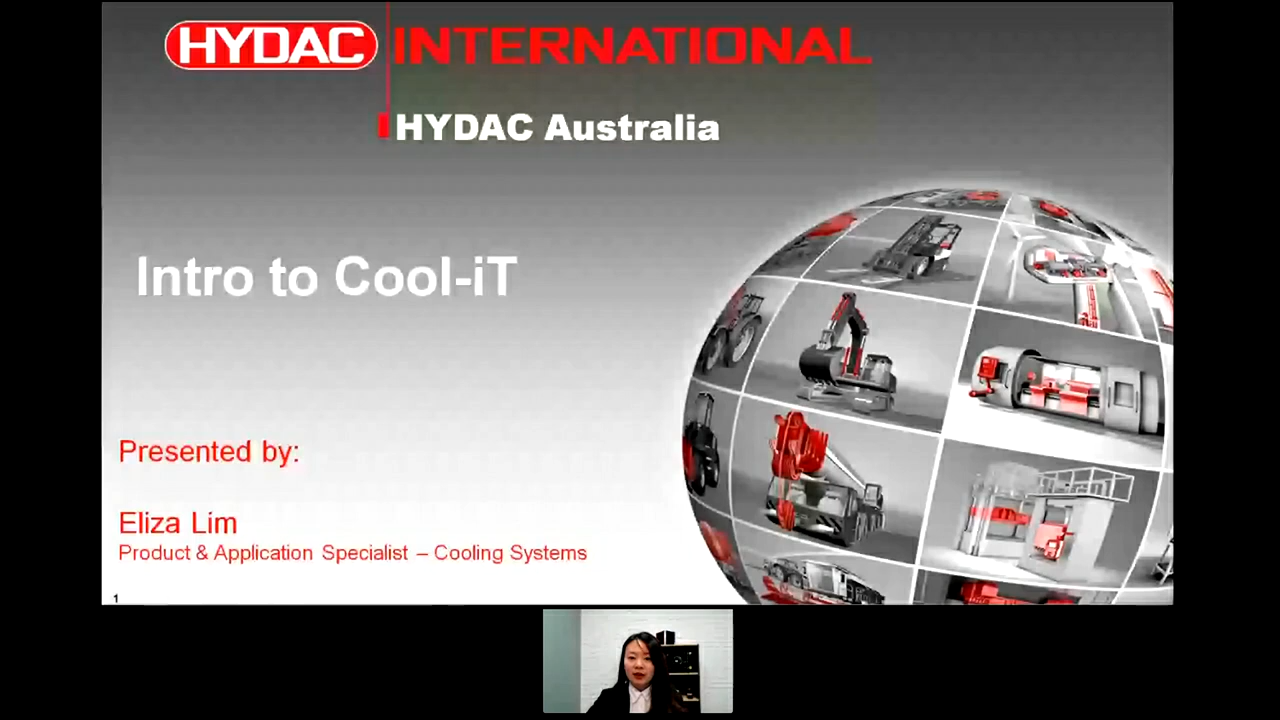 HYDAC INTERNATIONAL
HYDAC Australia
Intro to Cool-iT
Presented by:
Eliza Lim
Product & Application Specialist – Cooling Systems
1